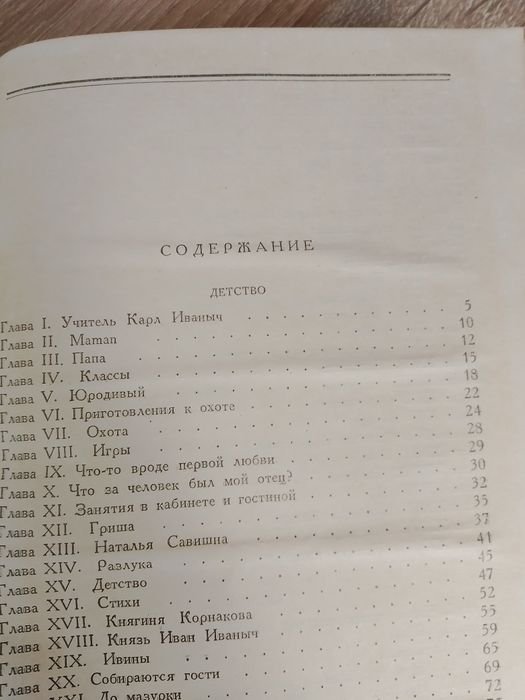 СОДЕРЖАНИЕ
ДЕТСТВО
Глава I. Учитель Карл Иваныч . . . . . . . 5
Глава II. Maman . . . . . . . . . . 10
Глава III. Папа . . . . . . . . . . 12
Глава IV. Классы . . . . . . . . . . 15
Глава V. Юродивый . . . . . . . . . 18
Глава VI. Приготовления к охоте . . . . . . 22
Глава VII. Охота . . . . . . . . . . 24
Глава VIII. Игры . . . . . . . . . . 28
Глава IX. Что-то вроде первой любви . . . . . 29
Глава X. Что за человек был мой отец? . . . . . 30
Глава XI. Занятия в кабинете и гостиной . . . . . 32
Глава XII. Гриша . . . . . . . . . . 35
Глава XIII. Наталья Савишна . . . . . . . 37
Глава XIV. Разлука . . . . . . . . . 41
Глава XV. Детство . . . . . . . . . 45
Глава XVI. Стихи . . . . . . . . . 47
Глава XVII. Княгиня Корнакова . . . . . . 52
Глава XVIII. Князь Иван Иваныч . . . . . . 55
Глава XIX. Ивины . . . . . . . . . 59
Глава XX. Собираются гости . . . . . . . 65
XXI. До мазурки . . . . . . . . 69
72